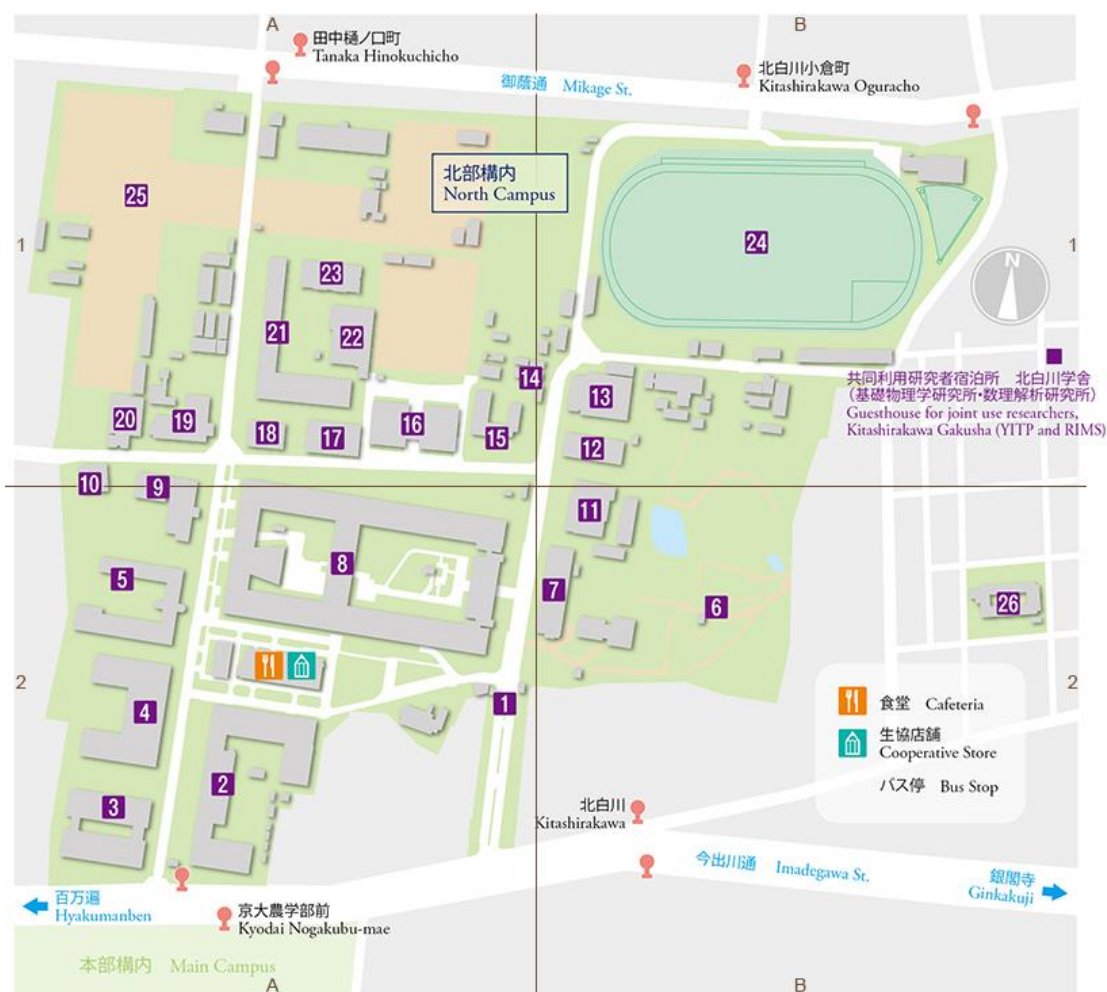 A
B
田中樋ノ口町
Tanaka Hinokuchicho
北白川小倉町
Kitashirakawa Oguracho
御蔭通 Mikage St.
北部構内
North Campus
25
24
1
1
N
23
21
22
14
13
共同利用研究者宿泊所 北白川学舎
(基礎物理学研究所・数理解析研究所)
Guesthouse for joint use researchers,
Kitashirakawa Gakusha (YITP and RIMS)
20
19
18
17
16
15
12
10
9
11
8
5
7
6
26
2
2
4
1
食堂 Cafeteria
生協店舗
Cooperative Store
バス停 Bus Stop
2
3
北白川
Kitashirakawa
今出川通 Imadegawa St.
銀閣寺
Ginkakuji
百万遍
Hyakumanben
京大農学部前
Kyodai Nogakubu-mae
本部構内 Main Campus
A
B